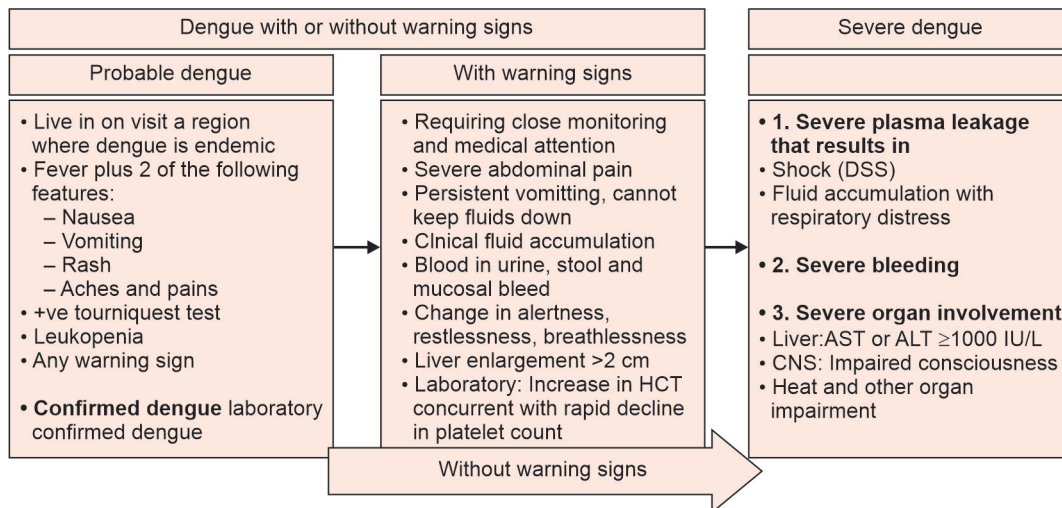 Dengue with or without warning signs
Severe dengue
Probable dengue
With warning signs
• Live in on visit a region
where dengue is endemic
• Fever plus 2 of the following
features:
– Nausea
– Vomiting
– Rash
– Aches and pains
• +ve tourniquest test
• Leukopenia
• Any warning sign
• Confirmed dengue laboratory
confirmed dengue
• Requiring close monitoring
and medical attention
• Severe abdominal pain
• Persistent vomitting, cannot
keep fluids down
• Clnical fluid accumulation
• Blood in urine, stool and
mucosal bleed
• Change in alertness,
restlessness, breathlessness
• Liver enlargement >2 cm
• Laboratory: Increase in HCT
concurrent with rapid decline
in platelet count
• 1. Severe plasma leakage
that results in
• Shock (DSS)
• Fluid accumulation with
respiratory distress
• 2. Severe bleeding
• 3. Severe organ involvement
• Liver:AST or ALT ≥1000 IU/L
• CNS: Impaired consciousness
• Heat and other organ
impairment
Without warning signs